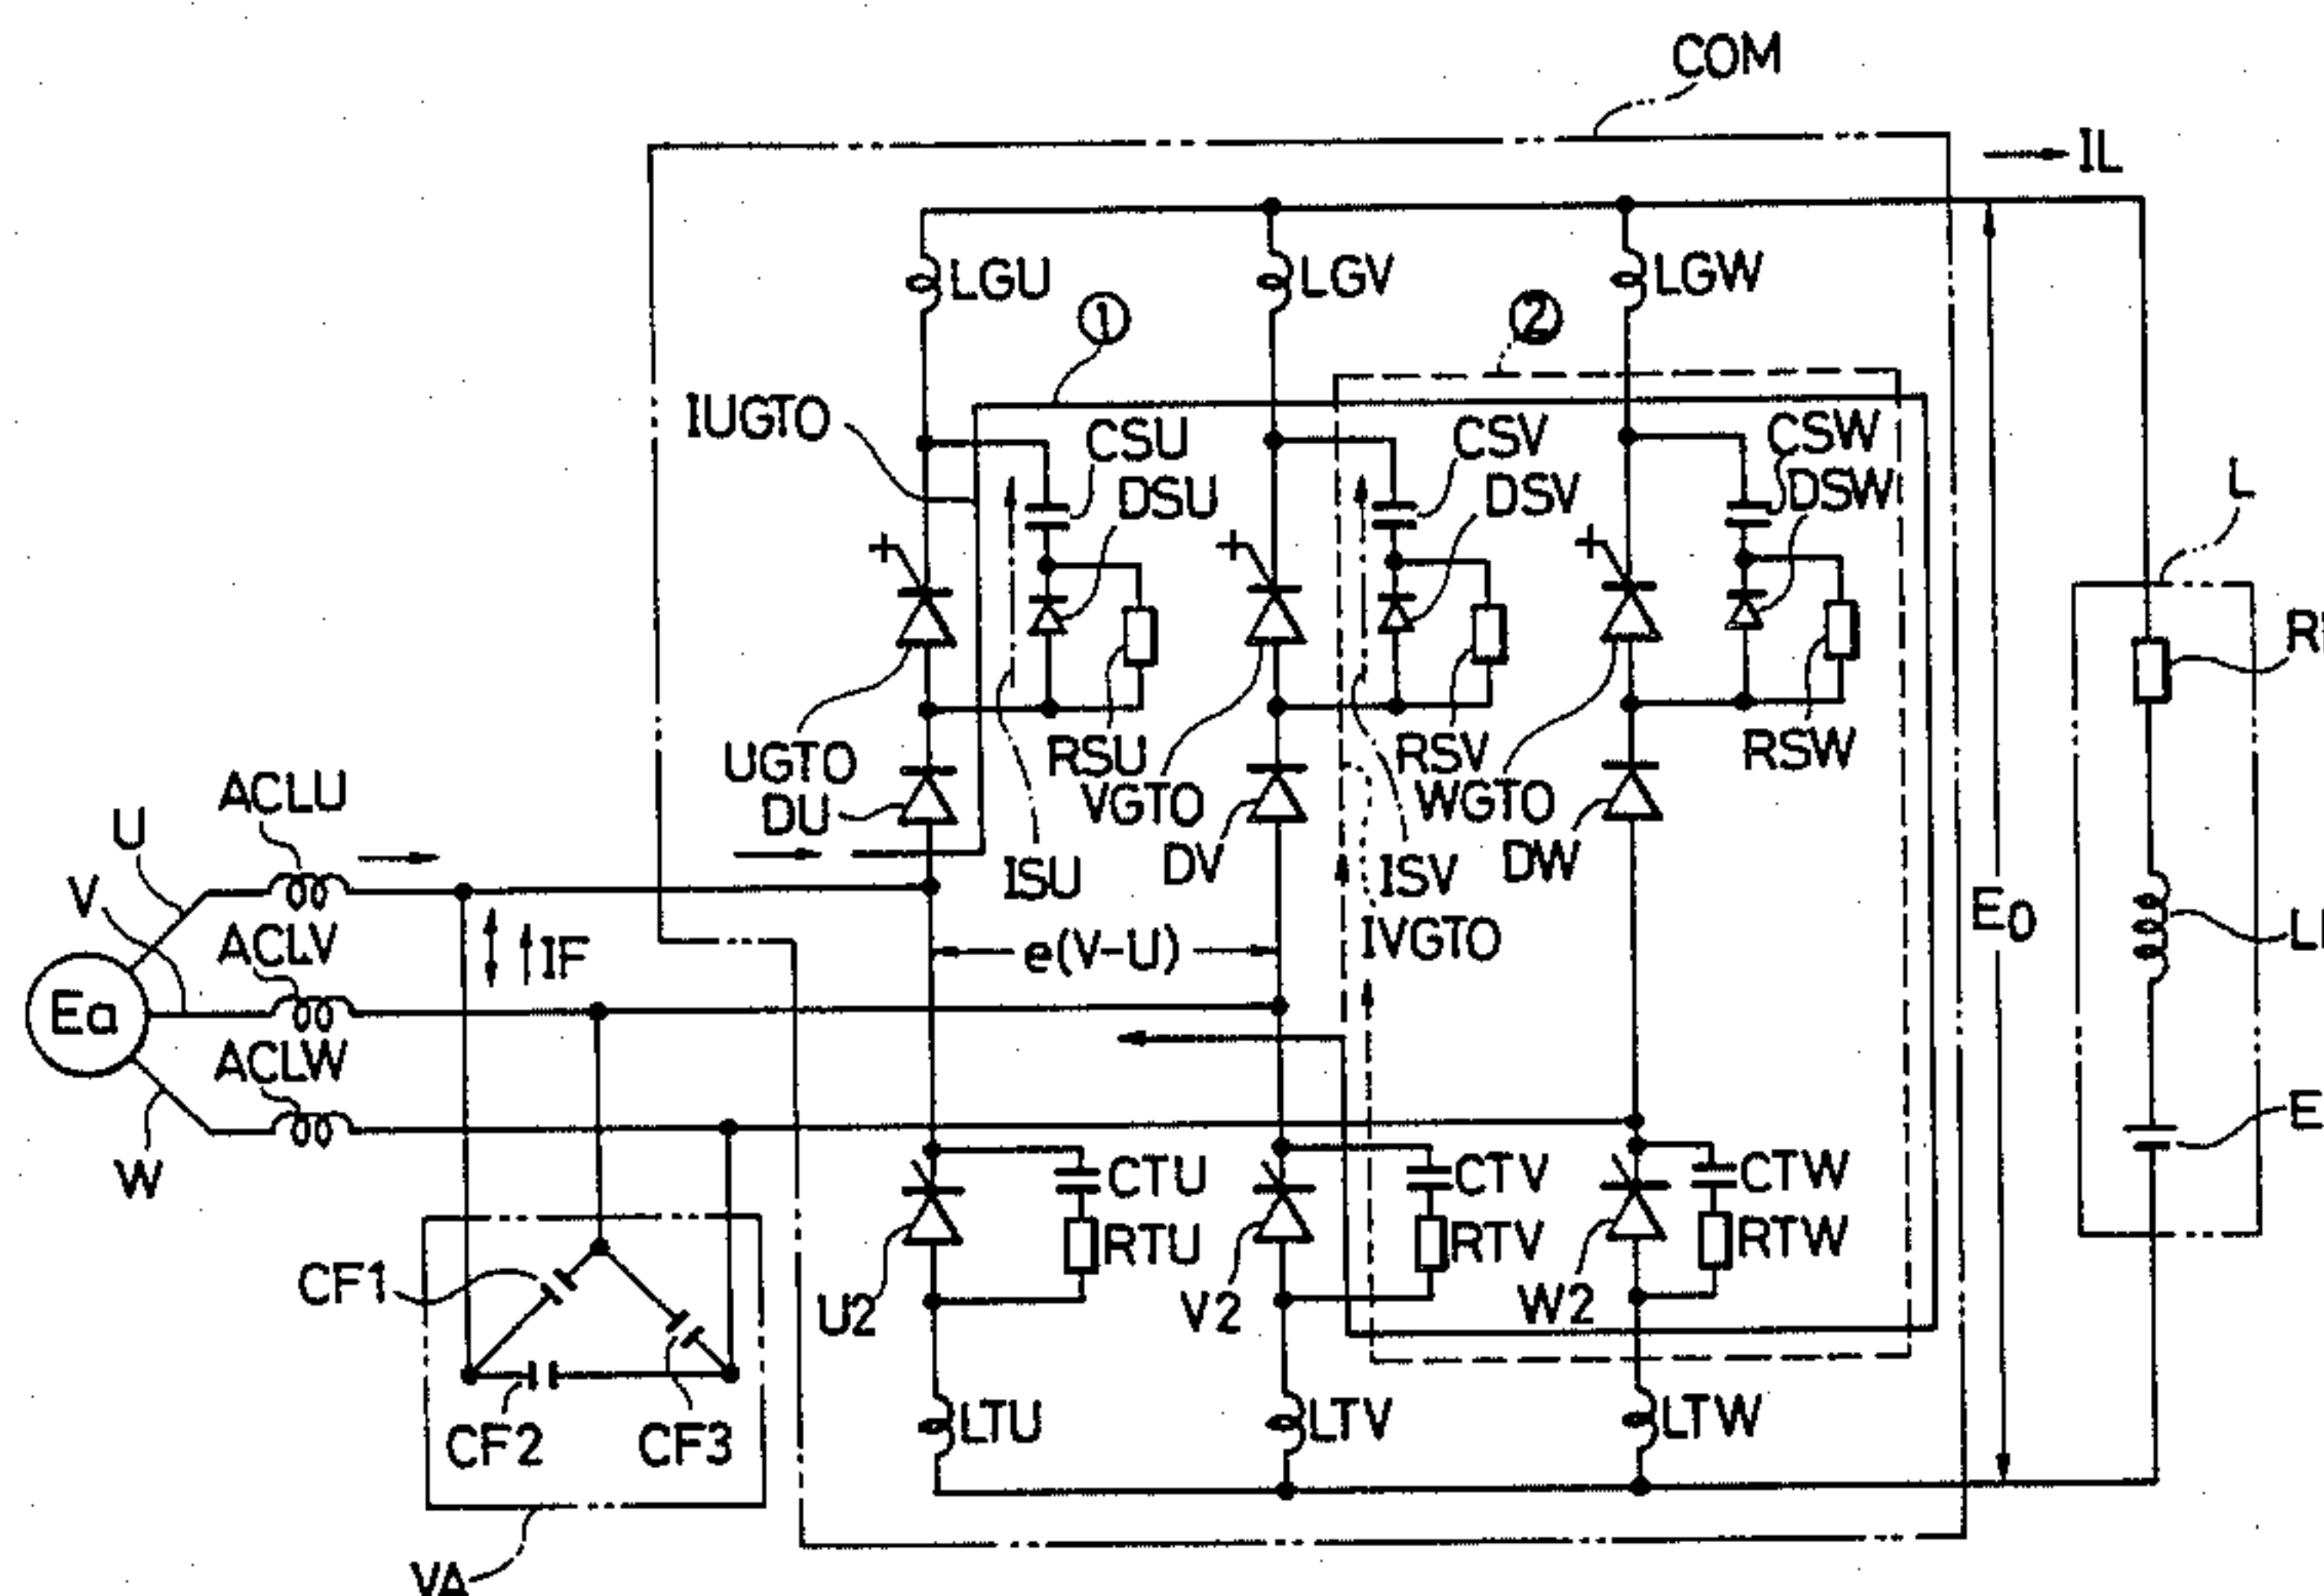 COM
IL
LGU
LGV
LGW
①
②
IUGTO
CSU
CSV
CSW
DSU
DSV
DSW
L
UGTO
RSU
VGTO
RSV
WGTO
RSW
DU
DV
DW
ACLU
U
V
ISU
ISV
IVGTO
E0
ACLV
IF
e(V-U)
Ea
ACLW
W
E
CTU
CTV
CTW
RTU
RTV
RTW
CF1
U2
V2
W2
CF2
CF3
LTU
LTV
LTW
VA